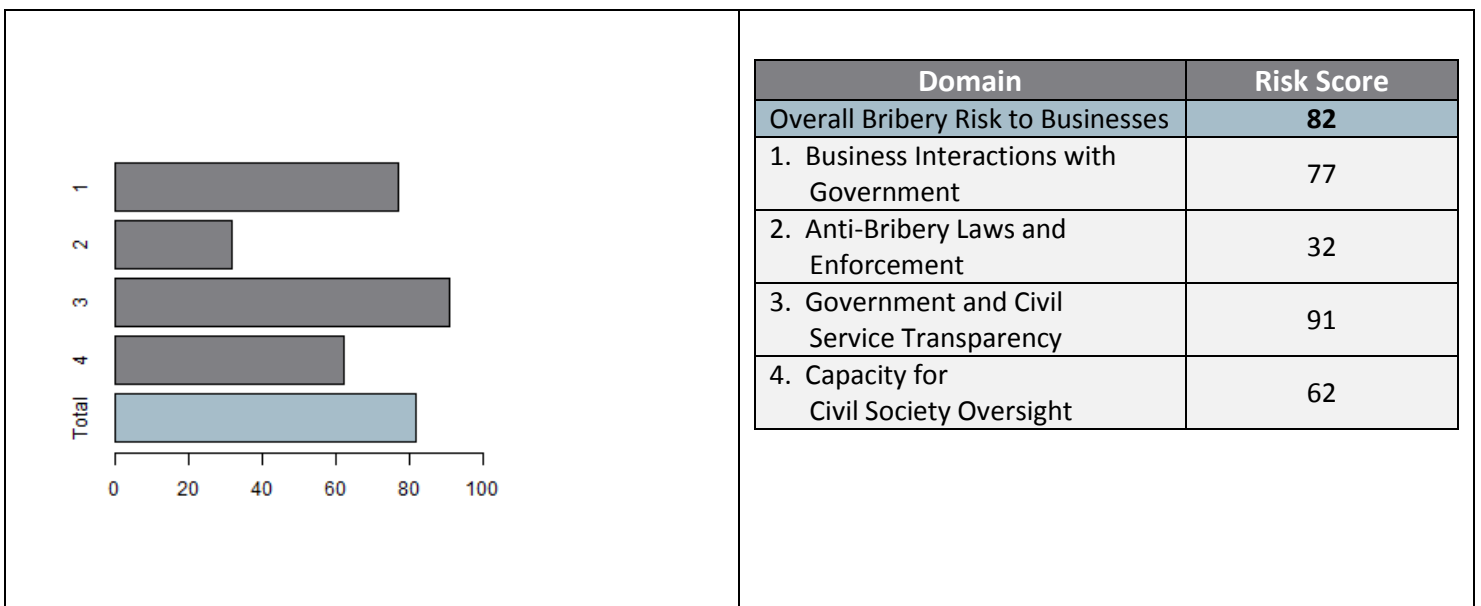 1
2
3
4
Total
0 20 40 60 80 100
Domain Risk Score
Overall Bribery Risk to Businesses 82
1. Business Interactions with
Government 77
2. Anti-Bribery Laws and
Enforcement 32
3. Government and Civil
Service Transparency 91
4. Capacity for
Civil Society Oversight 62